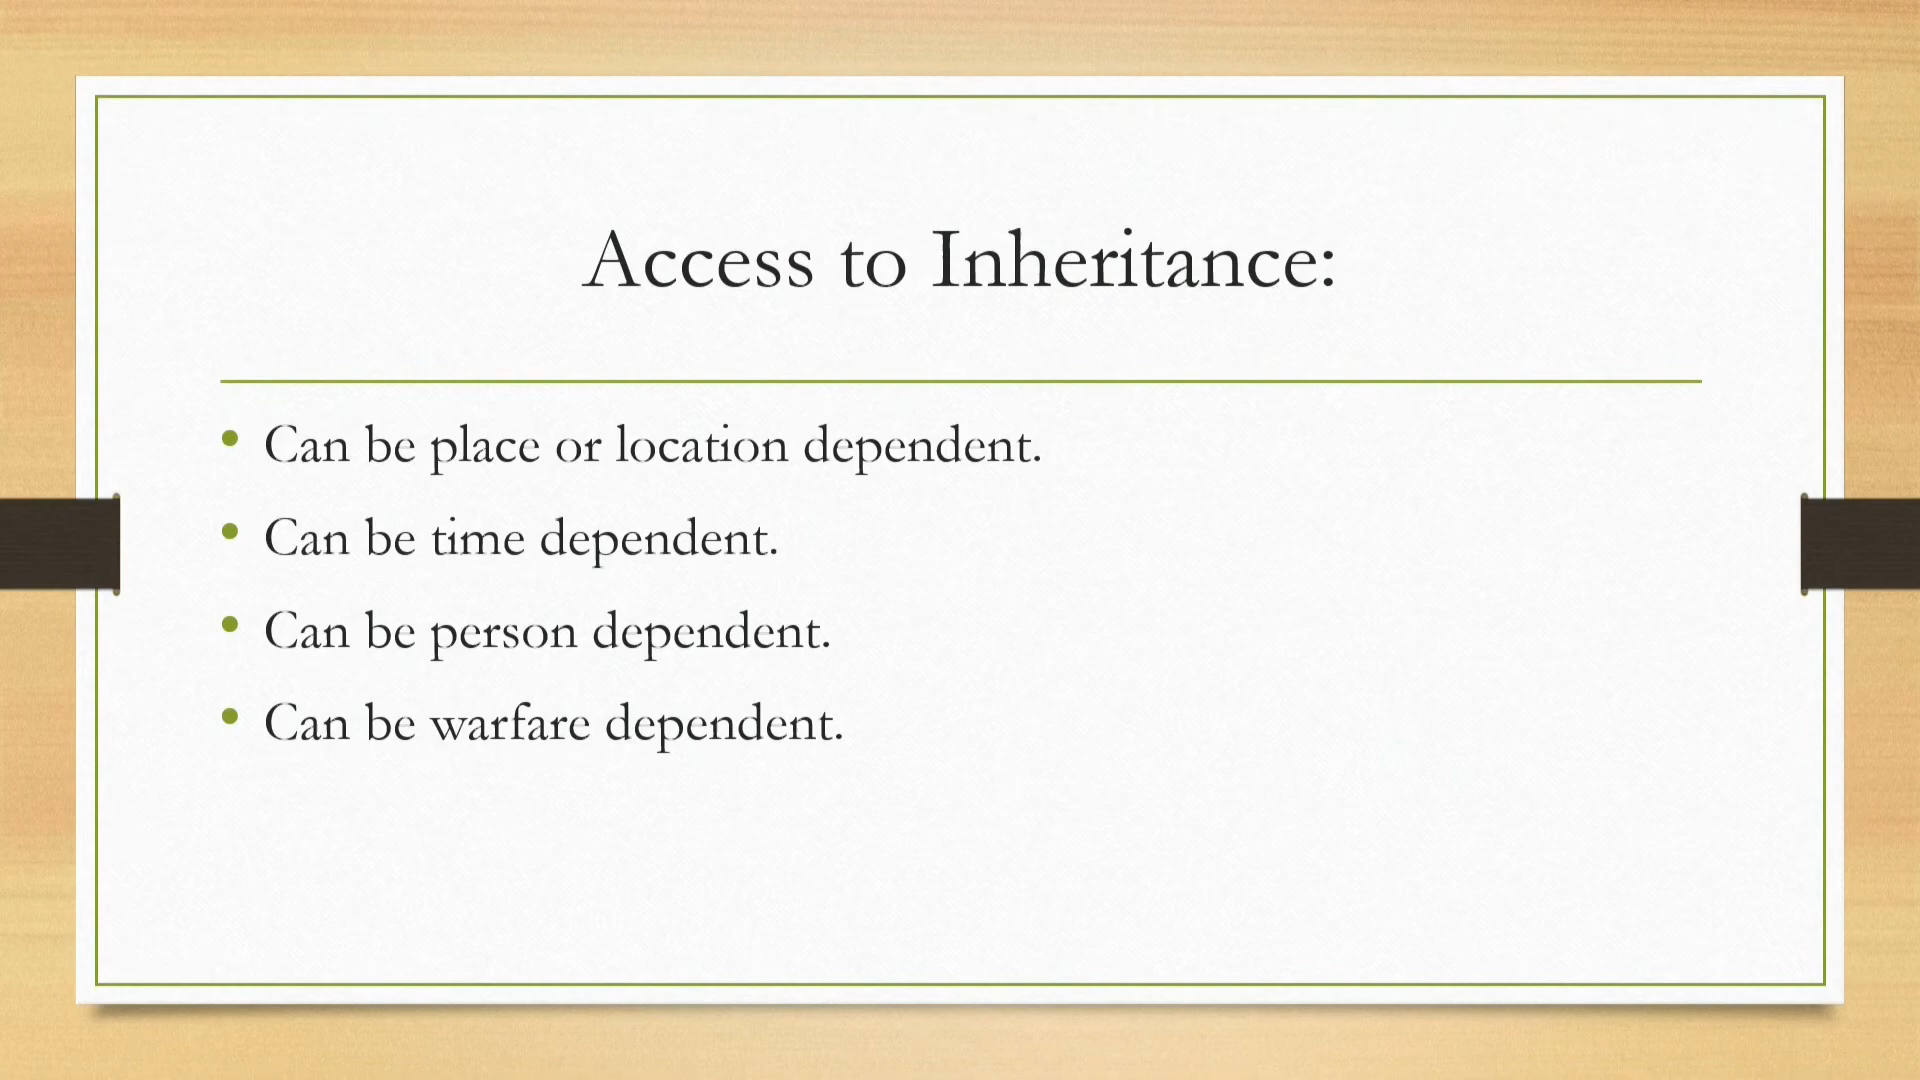 Access to Inheritance:
• Can be place or location dependent.
• Can be time dependent.
• Can be person dependent.
• Can be warfare dependent.